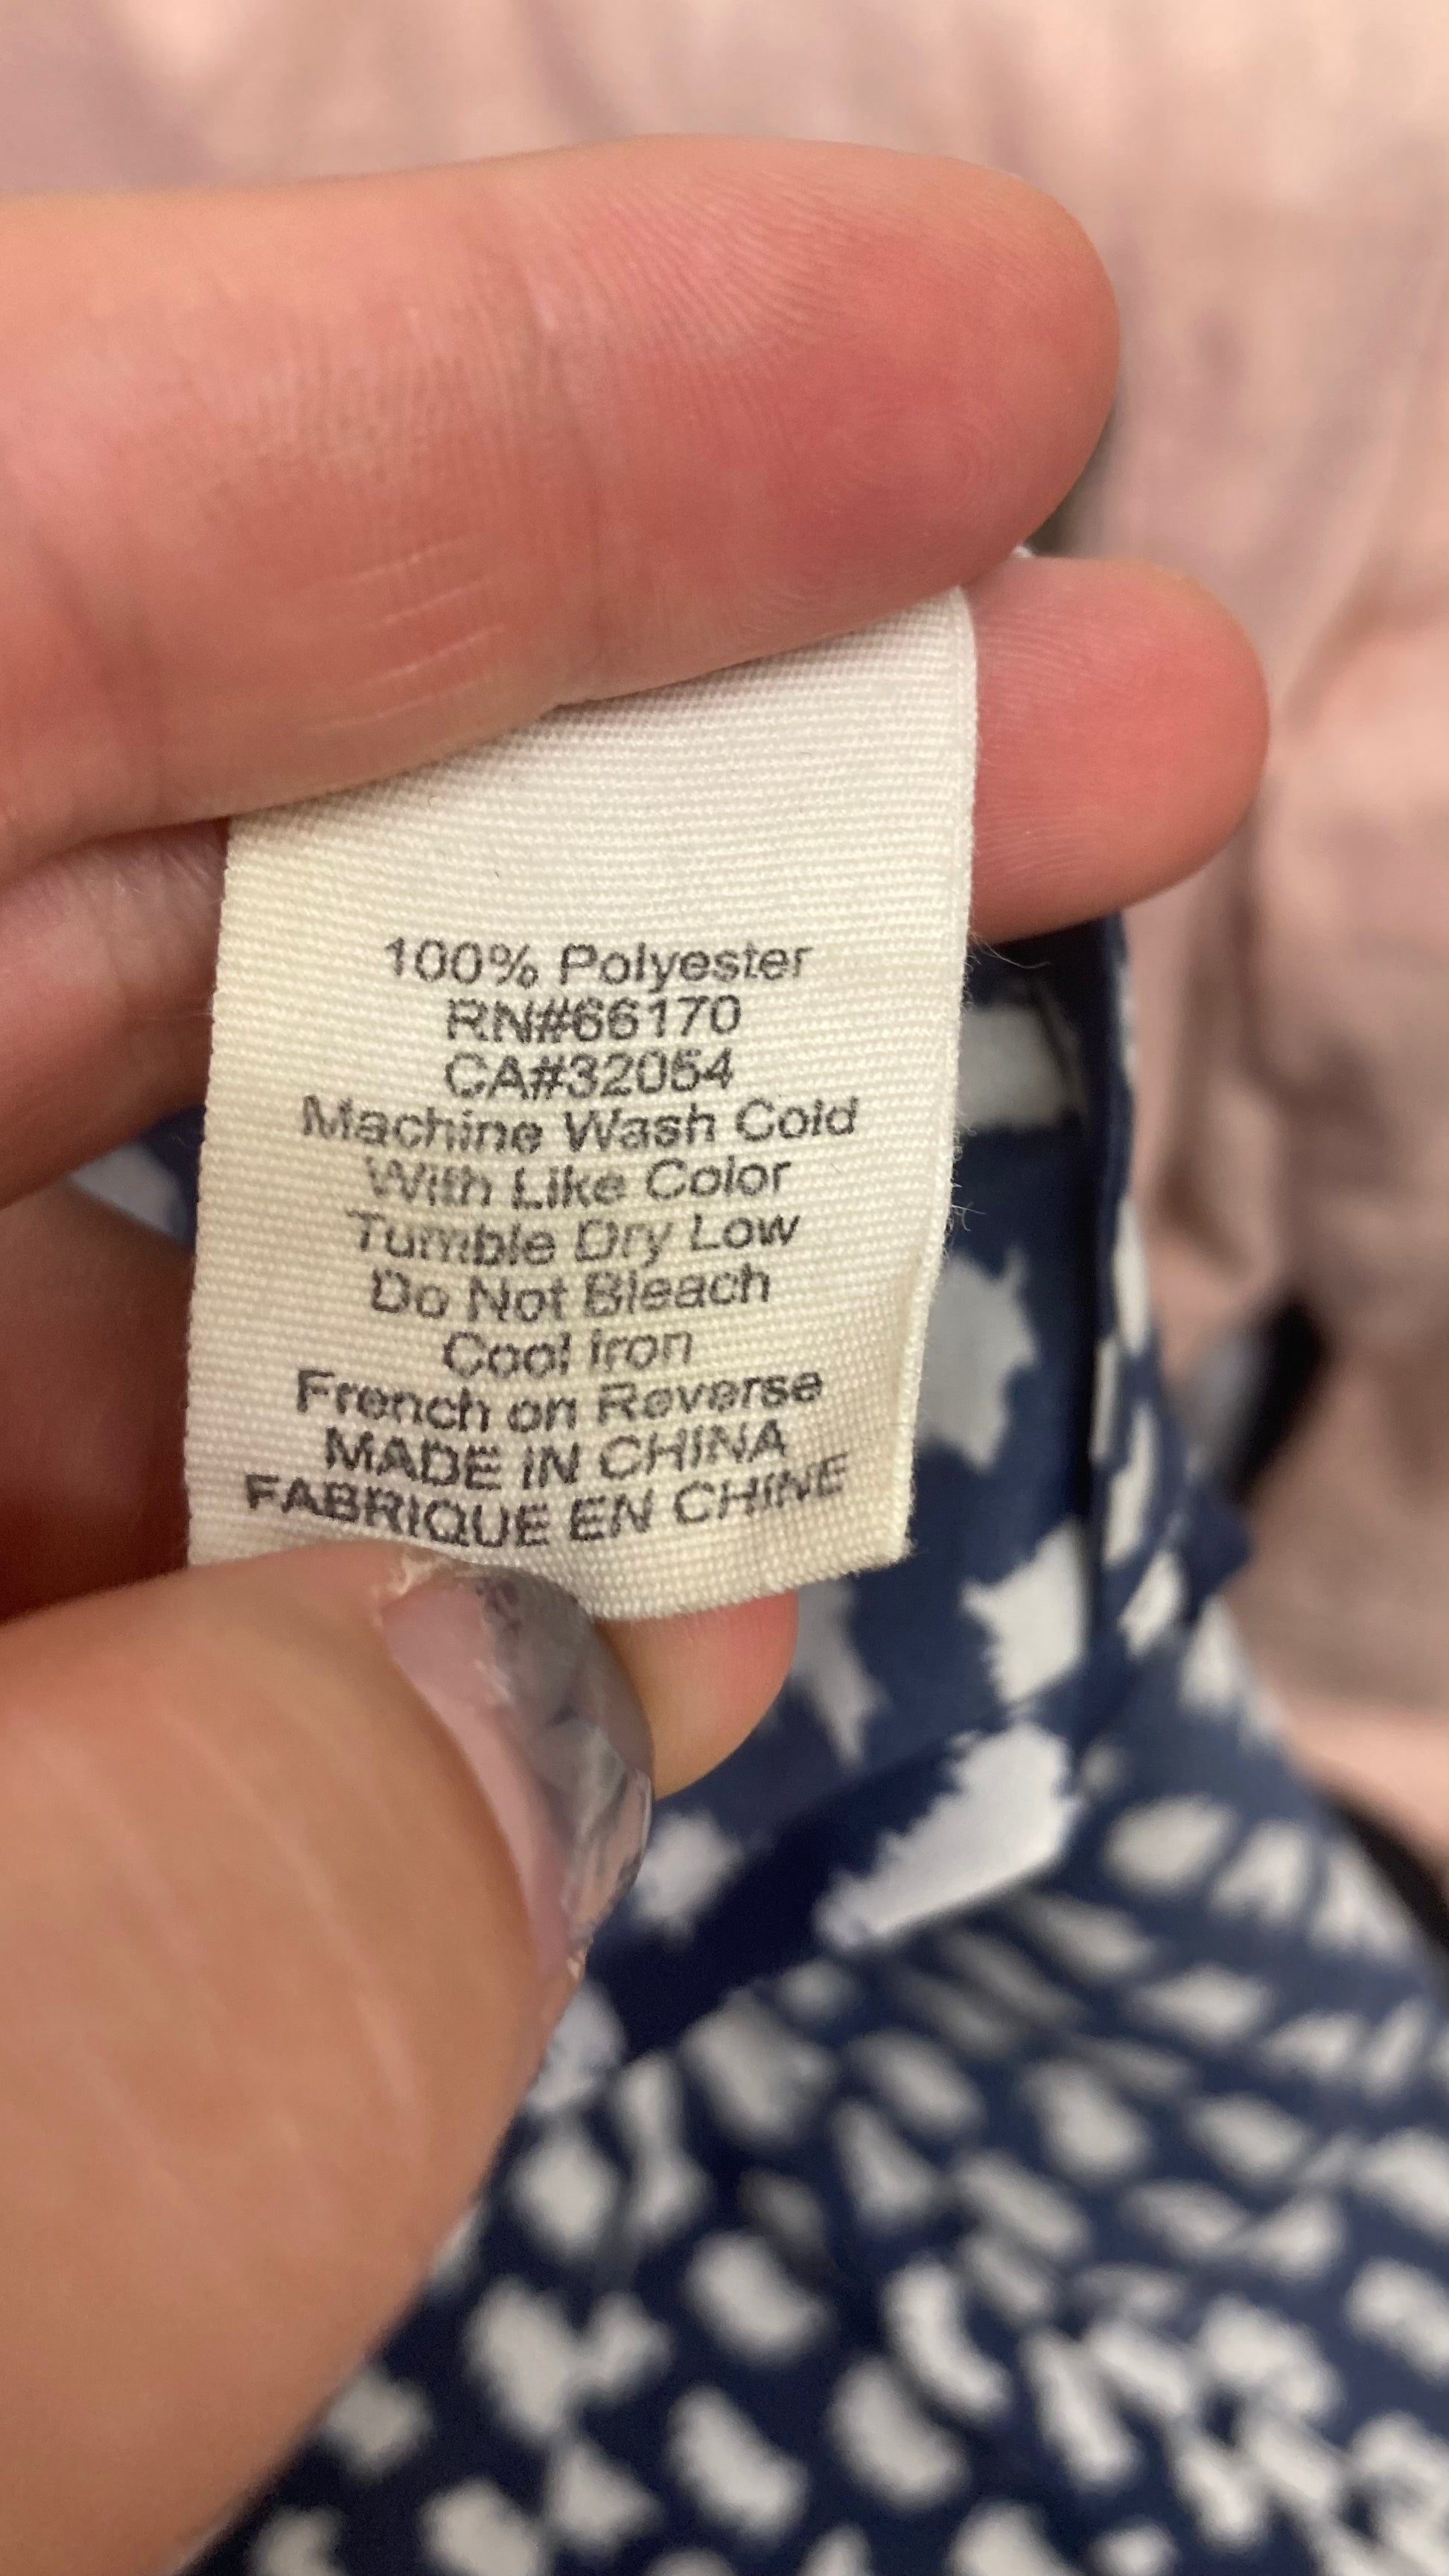 100% Polyester
RN#66170
CA#32054
Machine Wash Cold
With Like Color
Tumble Dry Low
Do Not Bleach
Cool Iron
French on Reverse
MADE IN CHINA
FABRIQUE EN CHINE